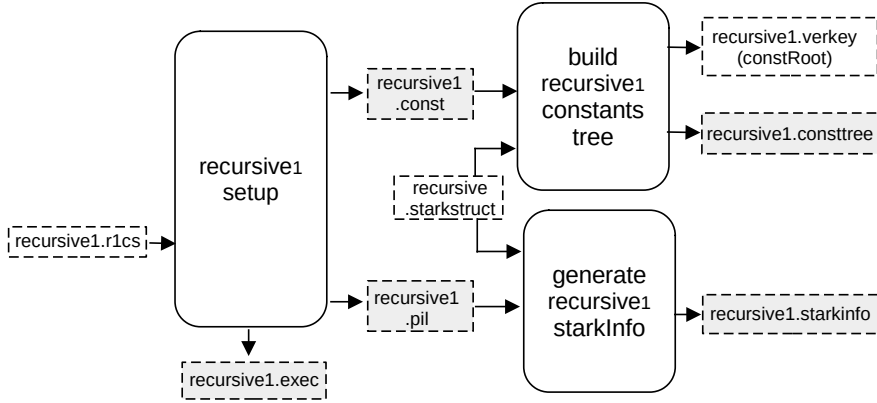 recursive1.r1cs
recursive1
setup
recursive1.exec
recursive1
.const
recursive
.starkstruct
recursive1
.pil
build
recursive1
constants
tree
generate
recursive1
starkInfo
recursive1.verkey
(constRoot)
recursive1.consttree
recursive1.starkinfo